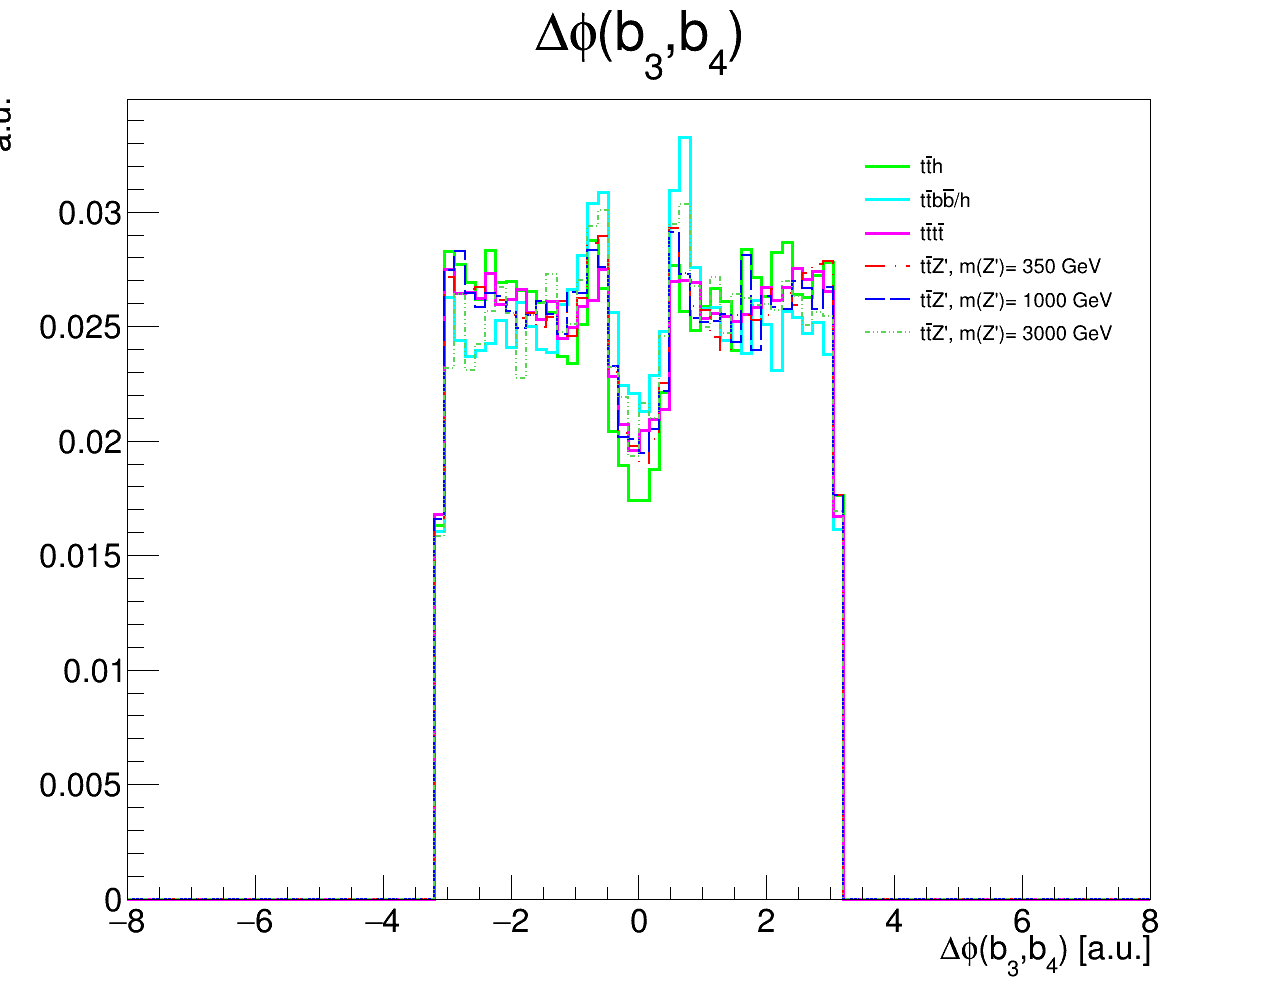 Δϕ(b₃,b₄)
a.u.
tt̄h
tt̄bb̄/h
tt̄tt̄
tt̄Z', m(Z')= 350 GeV
tt̄Z', m(Z')= 1000 GeV
tt̄Z', m(Z')= 3000 GeV
0.03
0.025
0.02
0.015
0.01
0.005
0
−8 −6 −4 −2 0 2 4 6 8
Δϕ(b₃,b₄) [a.u.]